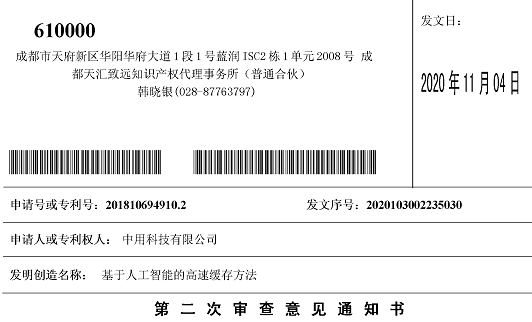 610000
发文日:
成都市天府新区华阳华府大道1段1号蓝润ISC2栋1单元2008号 成
都天汇致远知识产权代理事务所（普通合伙）
韩晓银(028-87763797)
2020年11月04日
申请号或专利号：201810694910.2
发文序号：2020103002235030
申请人或专利权人：中用科技有限公司
发明创造名称：基于人工智能的高速缓存方法
第二次审查意见通知书